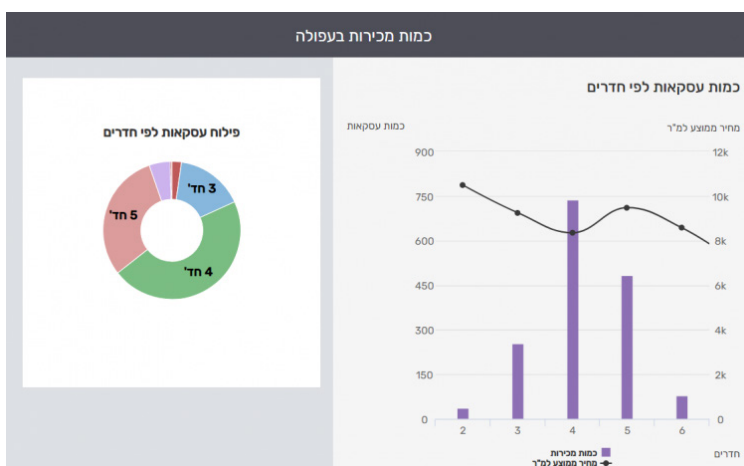 כמות מכירות בעפולה
כמות עסקאות לפי חדרים
מחיר ממוצע למ"ר
כמות עסקאות
900
12k
750
10k
600
8k
450
6k
300
4k
150
2k
0
0
2
3
4
5
6
חדרים
כמות מכירות
מחיר ממוצע למ"ר
פילוח עסקאות לפי חדרים
3 חד'
5 חד'
4 חד'